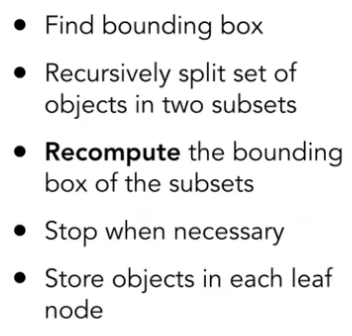 • Find bounding box
• Recursively split set of
objects in two subsets
• Recompute the bounding
box of the subsets
• Stop when necessary
• Store objects in each leaf
node